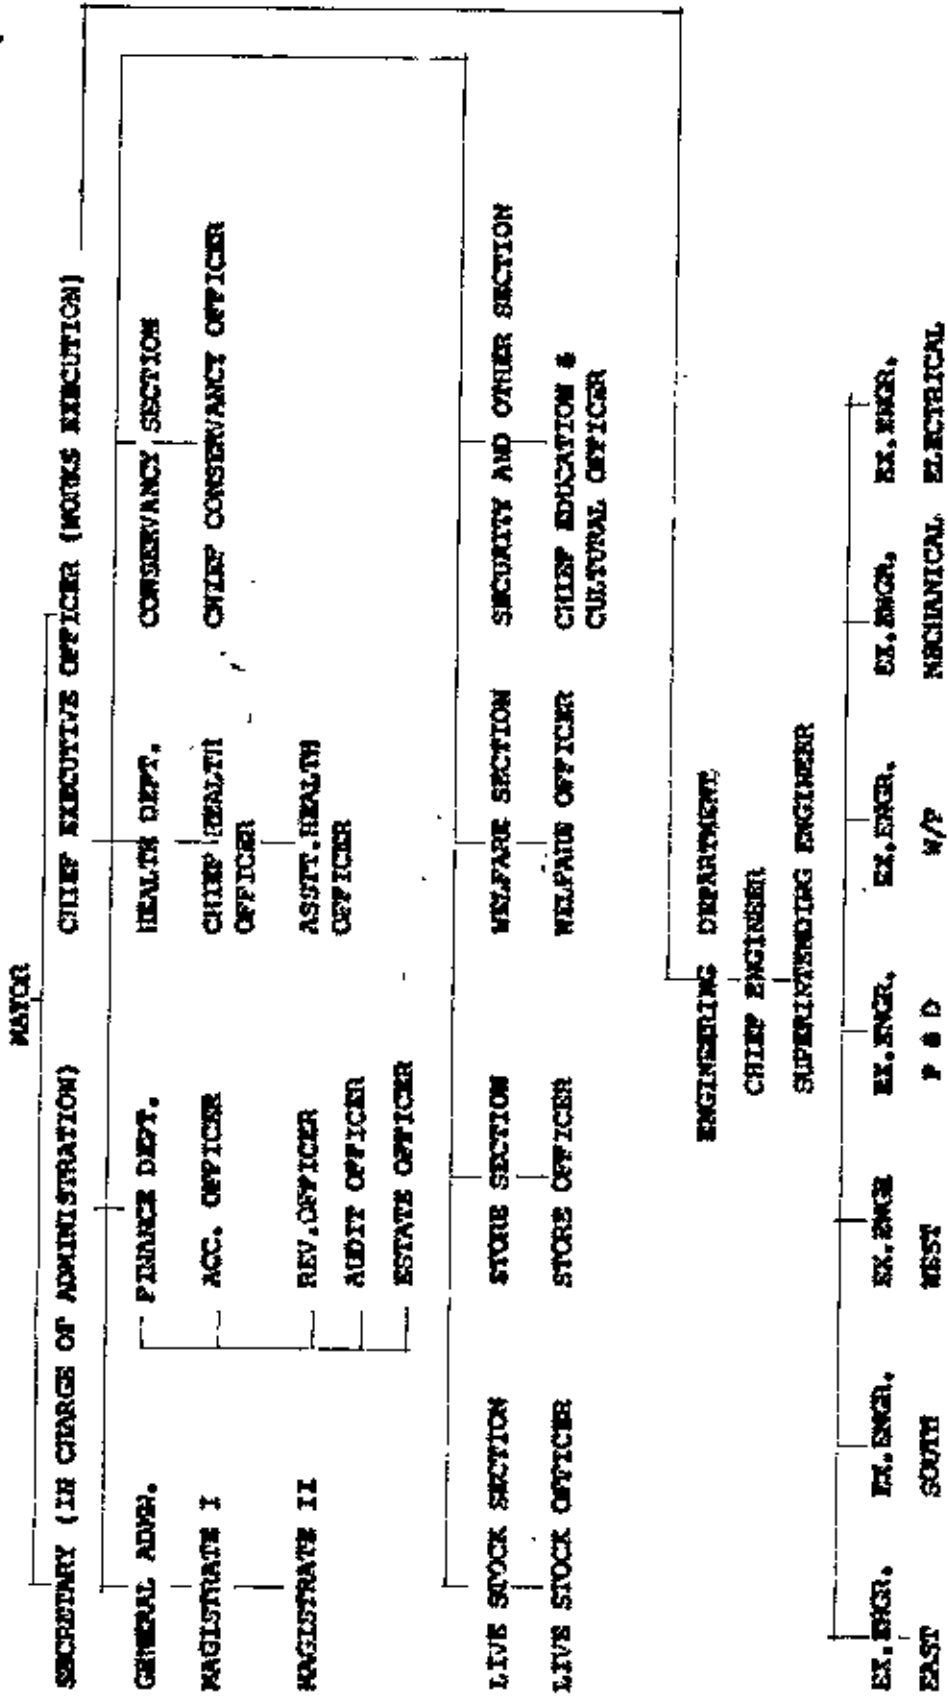 MAYOR
SECRETARY (IN CHARGE OF ADMINISTRATION) CHIEF EXECUTIVE OFFICER (WORKS EXECUTION)
GENERAL ADMN. FINANCE DEPT. HEALTH DEPT. CONSERVANCY SECTION
MAGISTRATE I ACC. OFFICER CHIEF HEALTH CHIEF CONSERVANCY OFFICER
OFFICER
MAGISTRATE II REV.OFFICER ASSTT.HEALTH
AUDIT OFFICER OFFICER
ESTATE OFFICER
LIVE STOCK SECTION STORE SECTION WELFARE SECTION SECURITY AND OTHER SECTION
LIVE STOCK OFFICER STORE OFFICER WELFARE OFFICER CHIEF EDUCATION &
CULTURAL OFFICER
ENGINEERING DEPARTMENT
CHIEF ENGINEER
SUPERINTENDING ENGINEER
EX.ENGR. EX.ENGR. EX.ENGR EX.ENGR. EX.ENGR. EX.ENGR. EX.ENGR.
EAST SOUTH WEST P & D W/P MECHANICAL ELECTRICAL